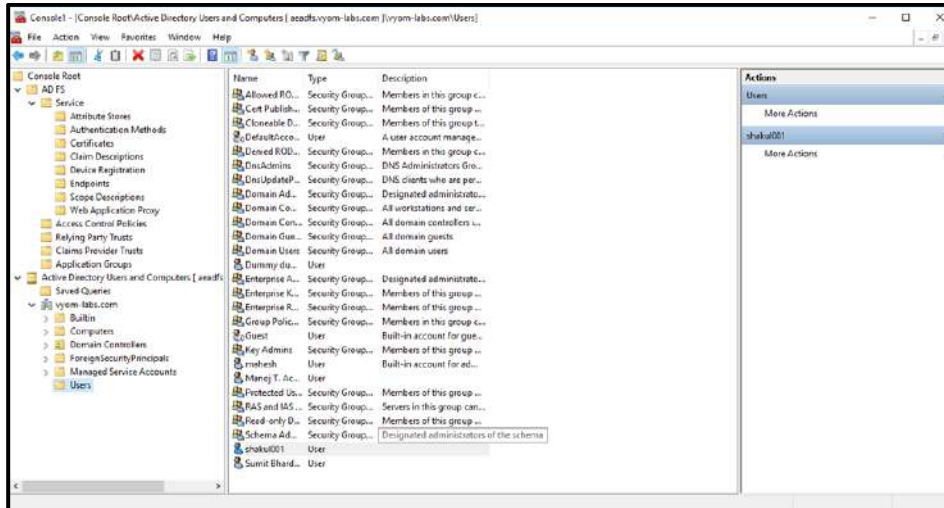 Console1 - [Console Root\Active Directory Users and Computers [ aeadfs.vyom-labs.com ]\vyom-labs.com\Users]
File Action View Favorites Window Help
Console Root
AD FS
Service
Attribute Stores
Authentication Methods
Certificates
Claim Descriptions
Device Registration
Endpoints
Scope Descriptions
Web Application Proxy
Access Control Policies
Relying Party Trusts
Claims Provider Trusts
Application Groups
Active Directory Users and Computers [ aeadfs
Saved Queries
vyom-labs.com
Builtin
Computers
Domain Controllers
ForeignSecurityPrincipals
Managed Service Accounts
Users
Name Type Description
Allowed RO... Security Group... Members in this group c...
Cert Publish... Security Group... Members of this group ...
Cloneable D... Security Group... Members of this group t...
DefaultAcco... User A user account manage...
Denied ROD... Security Group... Members in this group c...
DnsAdmins Security Group... DNS Administrators Gro...
DnsUpdateP... Security Group... DNS clients who are per...
Domain Ad... Security Group... Designated administrato...
Domain Co... Security Group... All workstations and ser...
Domain Con... Security Group... All domain controllers i...
Domain Gue... Security Group... All domain guests
Domain Users Security Group... All domain users
Dummy du... User
Enterprise A... Security Group... Designated administrato...
Enterprise K... Security Group... Members of this group ...
Enterprise R... Security Group... Members of this group ...
Group Polic... Security Group... Members in this group c...
Guest User Built-in account for gue...
Key Admins Security Group... Members of this group ...
mahesh User Built-in account for ad...
Manoj T. Ac... User
Protected Us... Security Group... Members of this group ...
RAS and IAS ... Security Group... Servers in this group can...
Read-only D... Security Group... Members of this group ...
Schema Ad... Security Group... Designated administrators of the schema
shakul001 User
Sumit Bhard... User
Actions
Users
More Actions
shakul001
More Actions